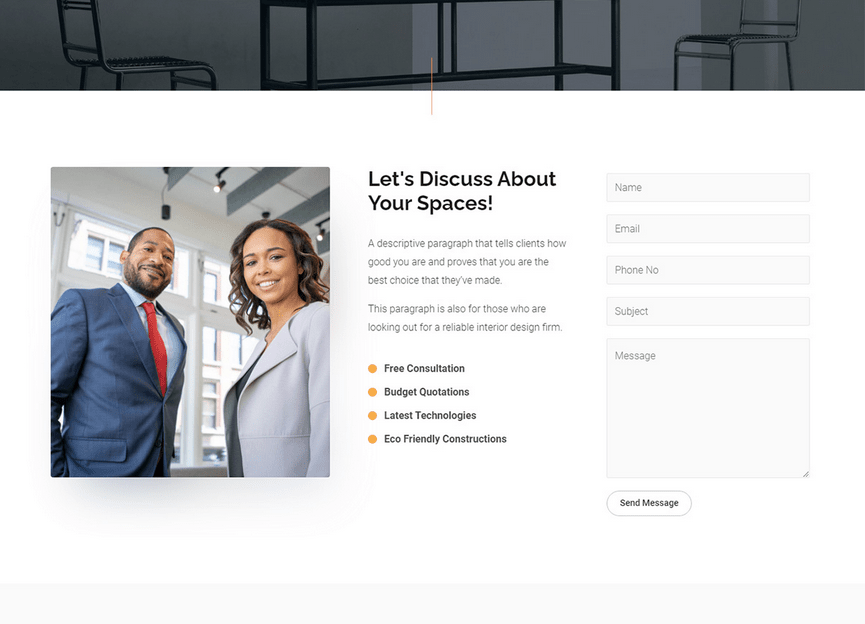 Let's Discuss About
Your Spaces!
A descriptive paragraph that tells clients how
good you are and proves that you are the
best choice that they've made.
This paragraph is also for those who are
looking out for a reliable interior design firm.
Free Consultation
Budget Quotations
Latest Technologies
Eco Friendly Constructions
Name
Email
Phone No
Subject
Message
Send Message